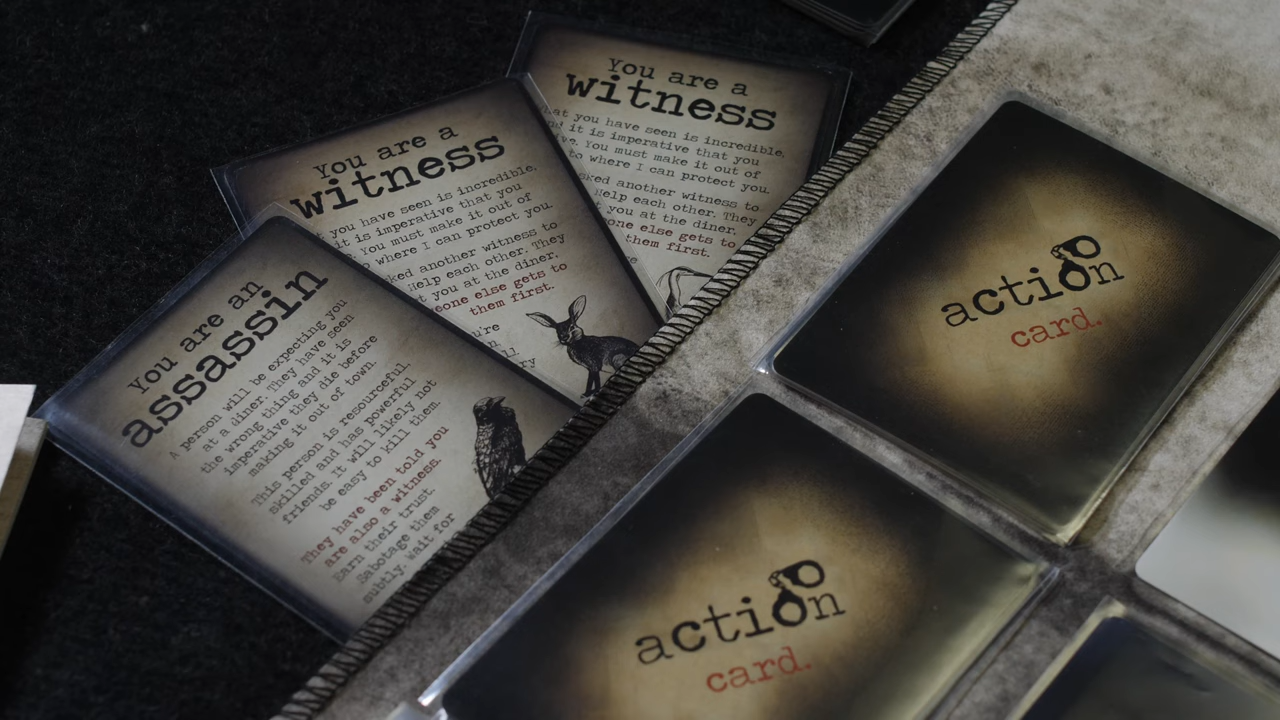 You are a
witness
you have seen is incredible,
it is imperative that you
You must make it out of
where I can protect you.
another witness to
help each other. They
you at the diner.
else gets to
them first.
You are a
witness
you have seen is incredible,
it is imperative that you
You must make it out of
where I can protect you.
another witness to
Help each other. They
you at the diner.
else gets to
them first.
You are an
assassin
A person will be expecting you
at a diner. They have seen
the wrong thing and it is
imperative they die before
making it out of town.
This person is resourceful,
skilled and has powerful
friends. It will likely not
be easy to kill them.
They have been told you
are also a witness.
Earn their trust.
Sabotage them
subtly. Wait for
action
card.
action
card.